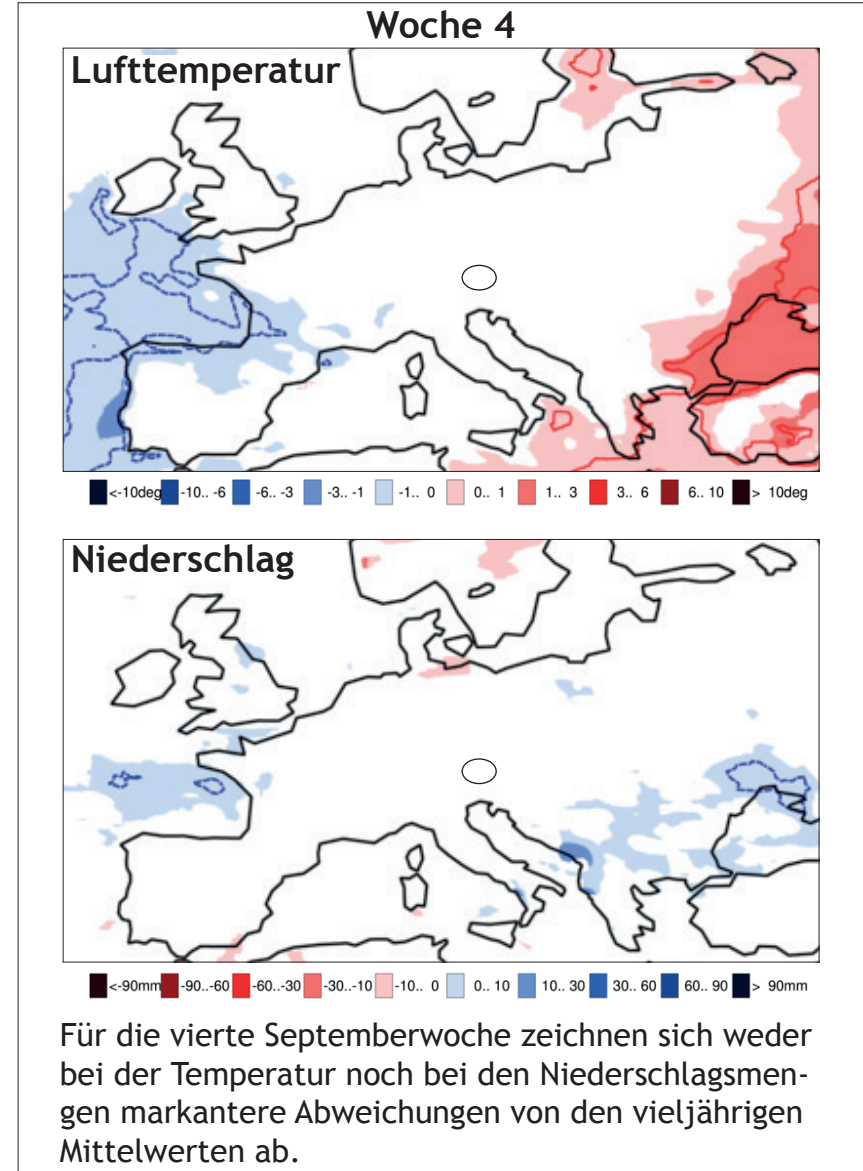 Woche 4
Lufttemperatur
<-10deg -10.. -6 -6.. -3 -3.. -1 -1.. 0 0.. 1 1.. 3 3.. 6 6.. 10 > 10deg
Niederschlag
<-90mm -90..-60 -60..-30 -30..-10 -10.. 0 0.. 10 10.. 30 30.. 60 60.. 90 > 90mm
Für die vierte Septemberwoche zeichnen sich weder
bei der Temperatur noch bei den Niederschlagsmen-
gen markantere Abweichungen von den vieljährigen
Mittelwerten ab.